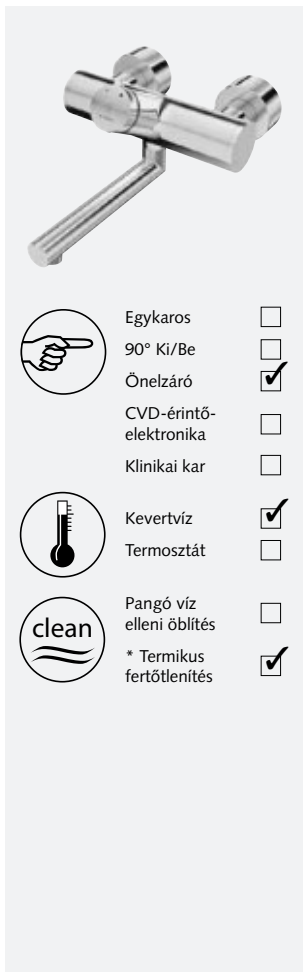 Egykaros
90° Ki/Be
Önelzáró
CVD-érintő-
elektronika
Klinikai kar
Kevertvíz
Termosztát
clean
Pangó víz
elleni öblítés
* Termikus
fertőtlenítés